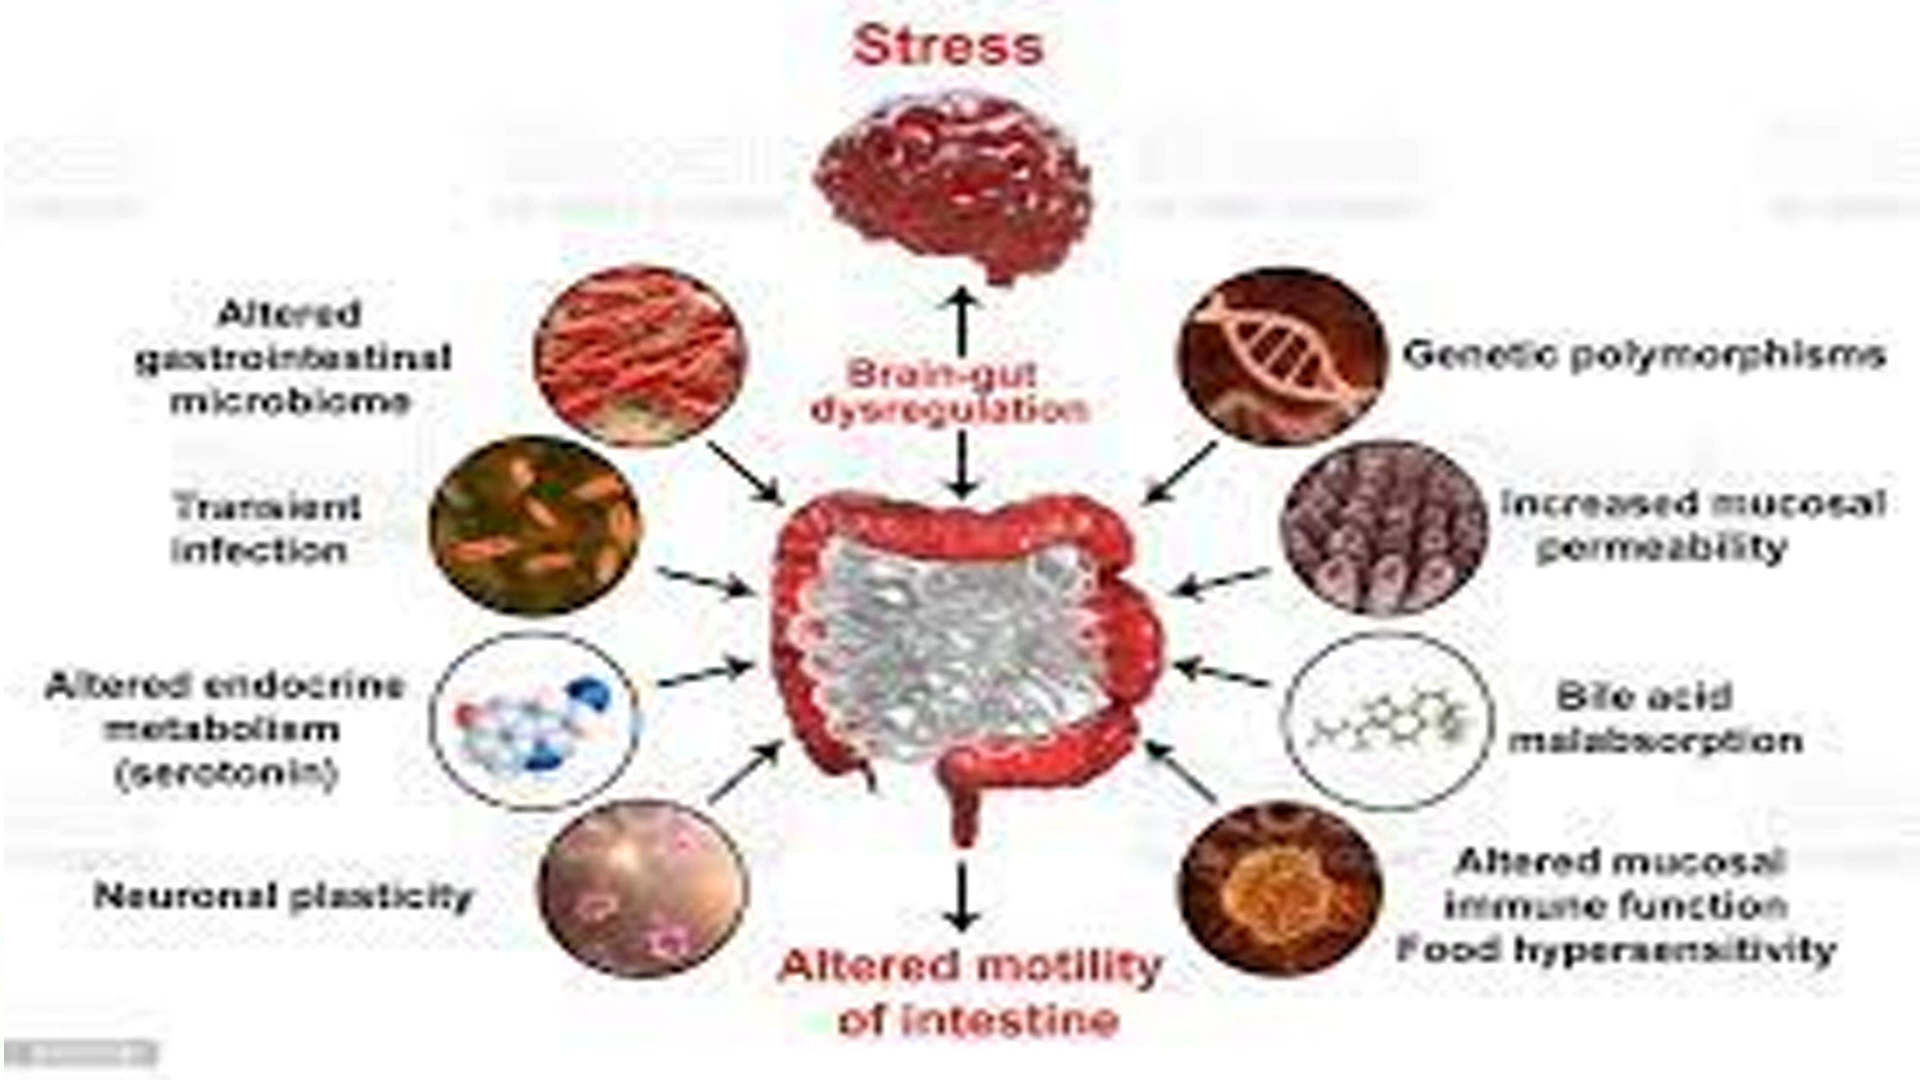 Stress
Altered
gastrointestinal
microbiome
Brain-gut
dysregulation
Genetic polymorphisms
Transient
infection
Increased mucosal
permeability
Altered endocrine
metabolism
(serotonin)
Bile acid
malabsorption
Neuronal plasticity
Altered mucosal
immune function
Food hypersensitivity
Altered motility
of intestine